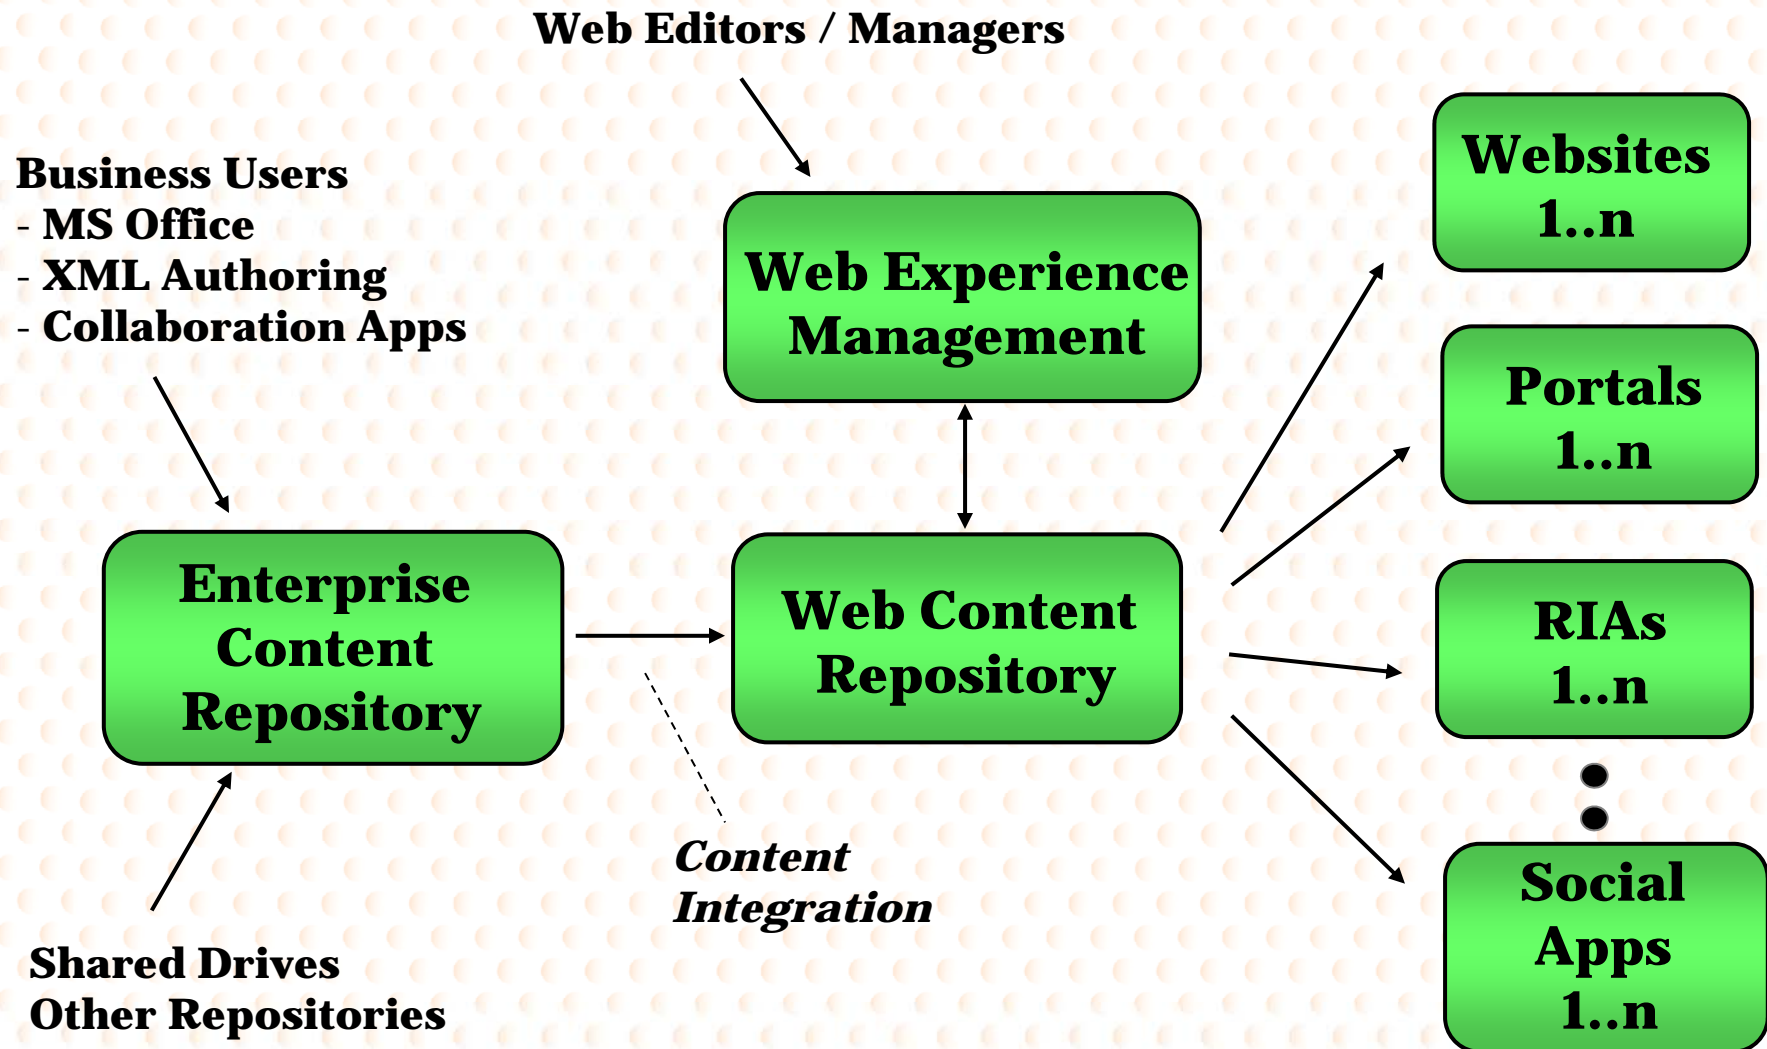 Web Editors / Managers
Business Users
- MS Office
- XML Authoring
- Collaboration Apps
Web Experience
Management
Websites
1..n
Portals
1..n
Enterprise
Content
Repository
Web Content
Repository
RIAs
1..n
Content
Integration
Social
Apps
1..n
Shared Drives
Other Repositories